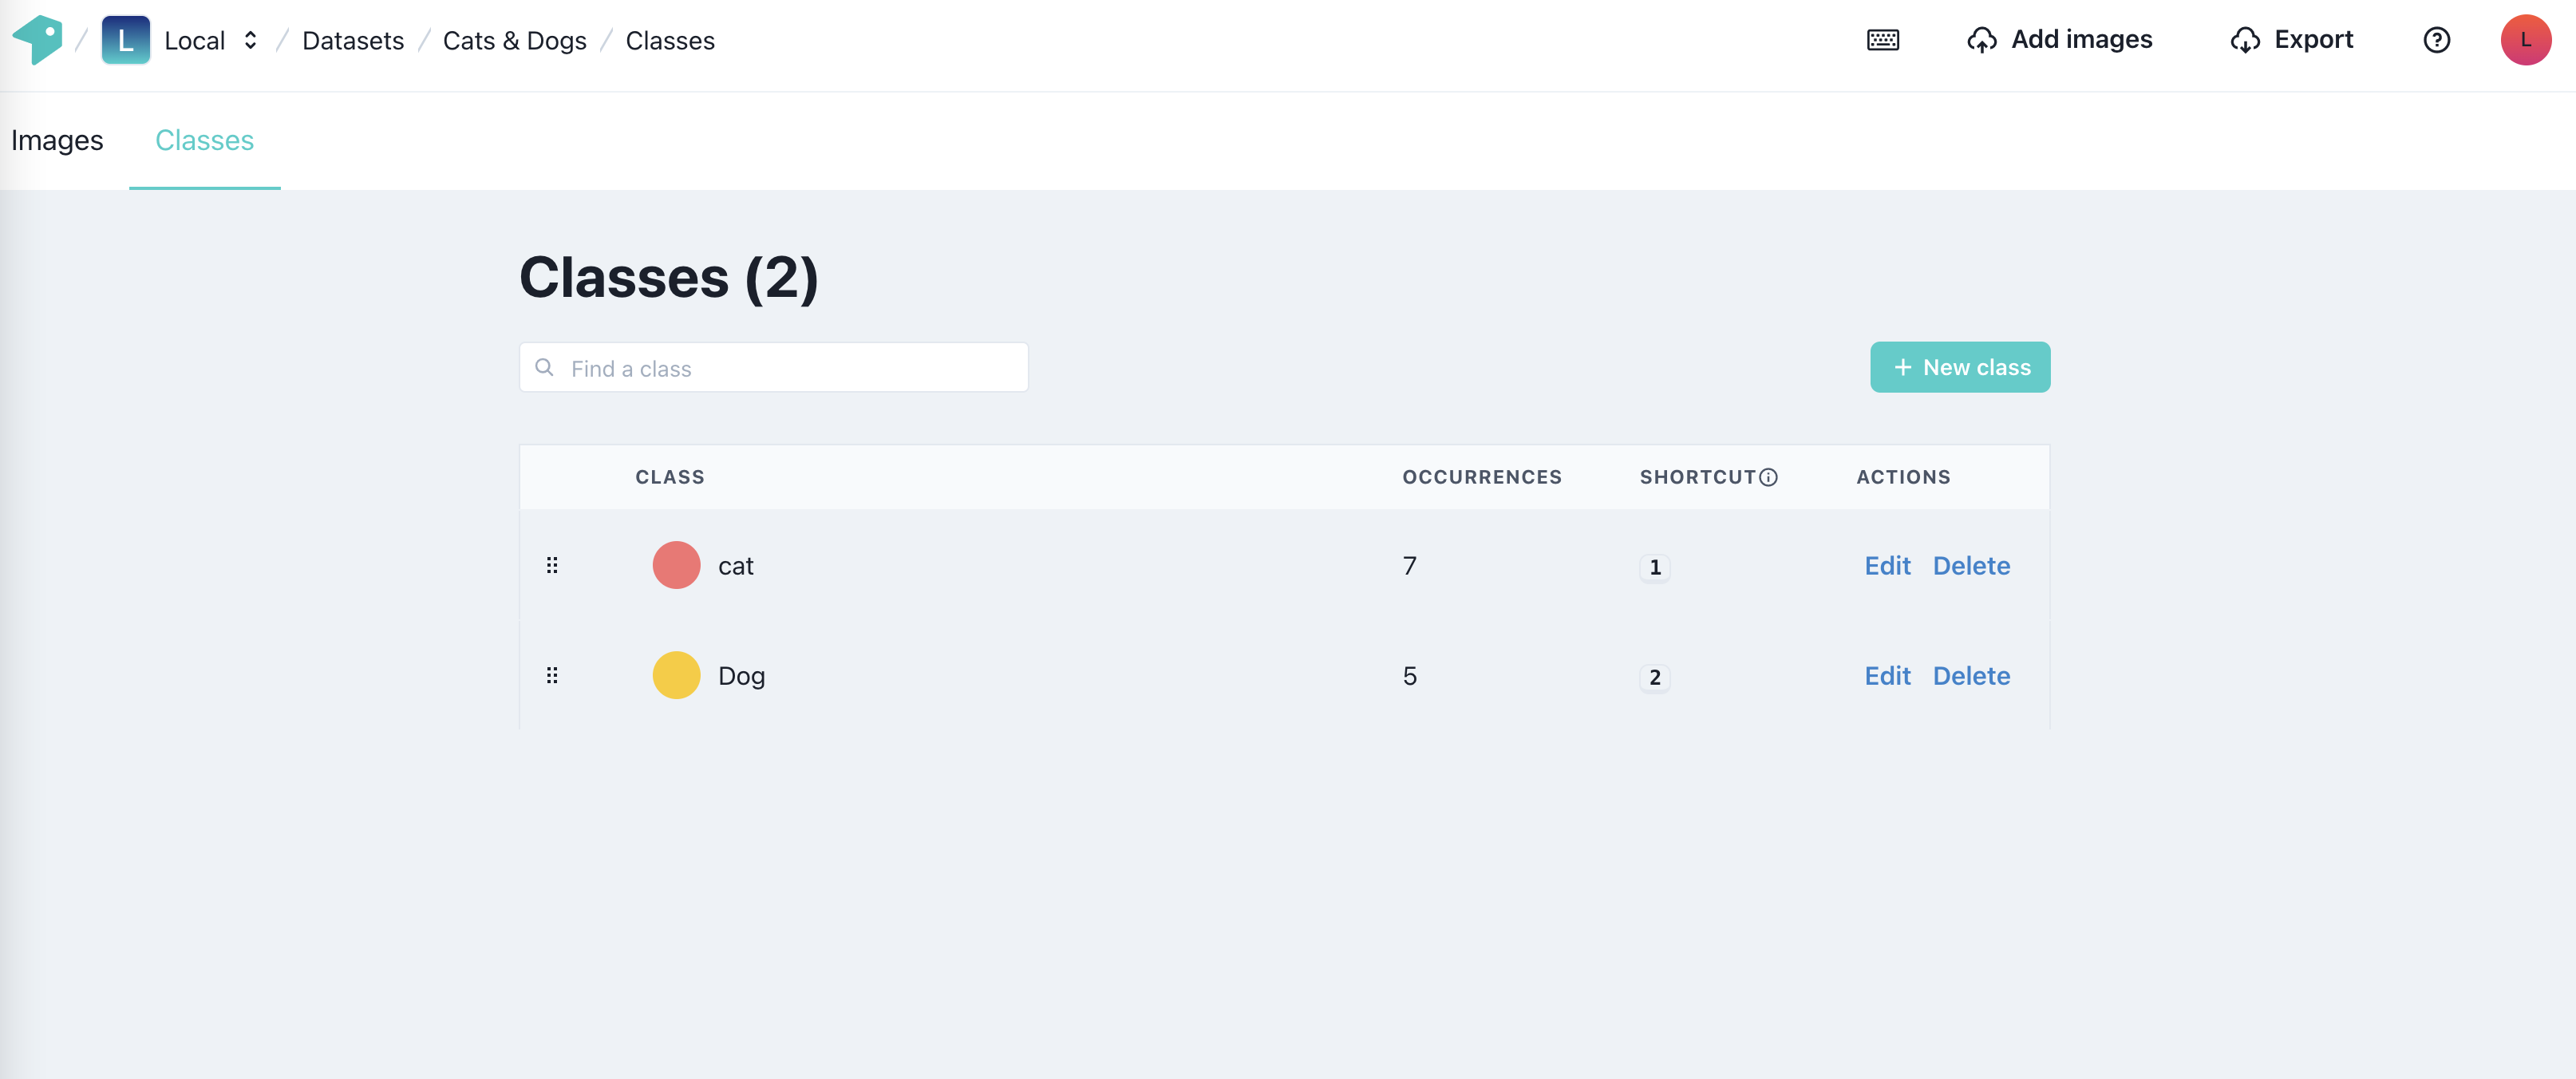 L Local Datasets Cats & Dogs Classes Add images Export L
Images Classes
Classes (2)
Find a class
New class
CLASS OCCURRENCES SHORTCUT ACTIONS
cat 7 1 Edit Delete
Dog 5 2 Edit Delete